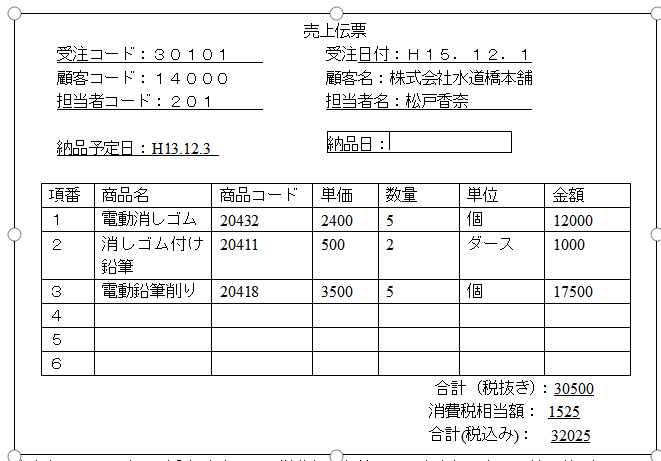 売上伝票
受注コード：３０１０１ 受注日付：Ｈ１５．１２．１
顧客コード：１４０００ 顧客名：株式会社水道橋本舗
担当者コード：２０１ 担当者名：松戸香奈
納品予定日：H13.12.3 納品日：
項番 商品名 商品コード 単価 数量 単位 金額
１ 電動消しゴム 20432 2400 5 個 12000
２ 消しゴム付け 20411 500 2 ダース 1000
鉛筆
３ 電動鉛筆削り 20418 3500 5 個 17500
４
５
６
合計（税抜き）：30500
消費税相当額： 1525
合計(税込み)： 32025